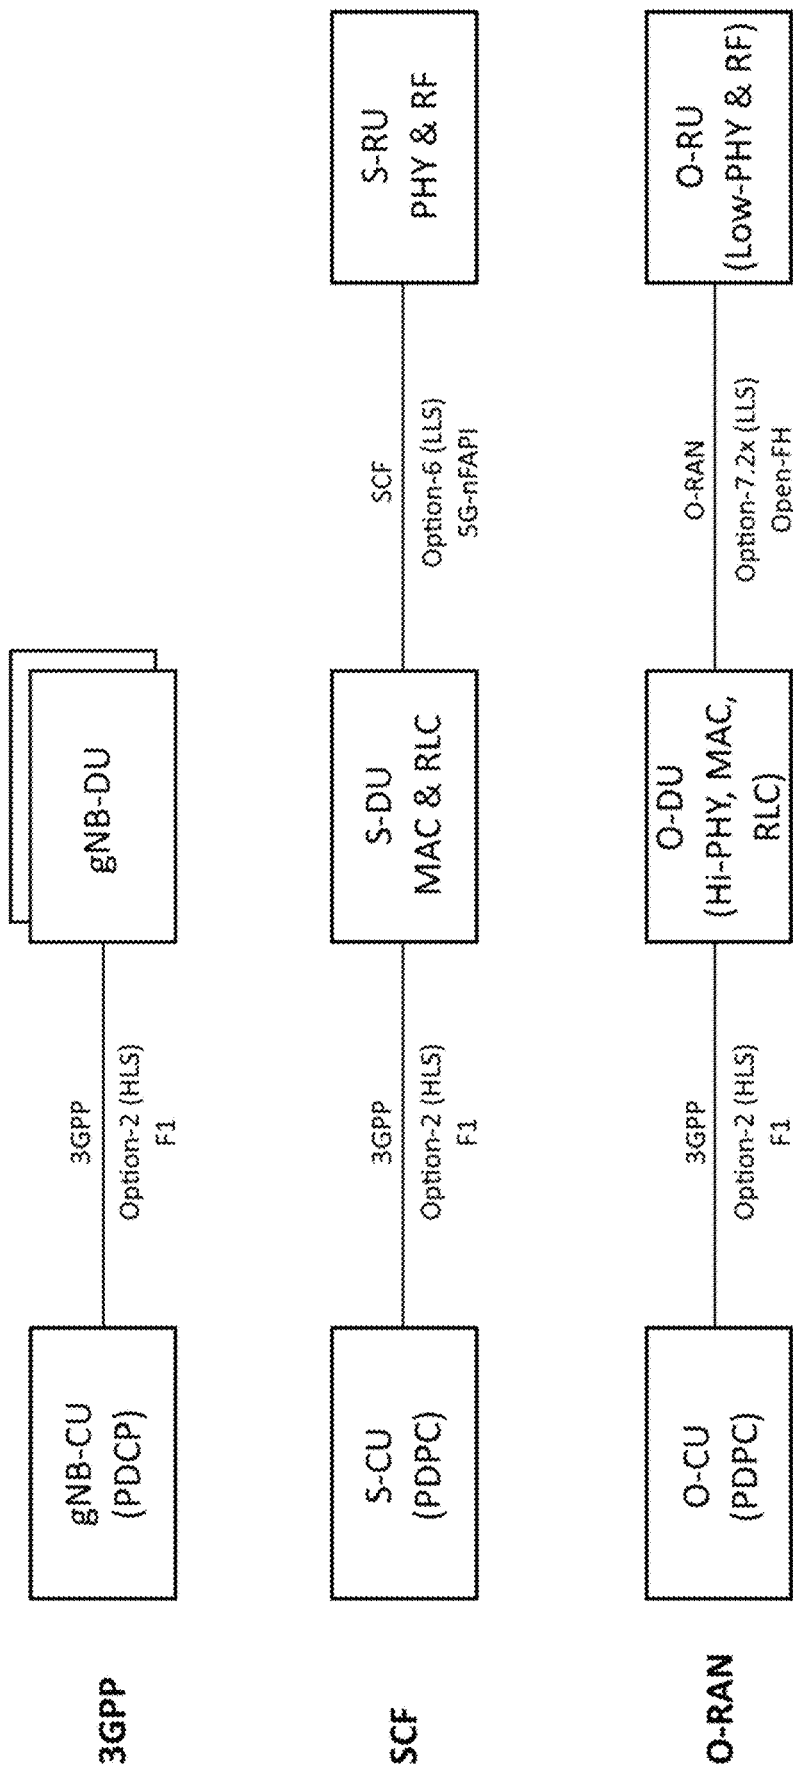 3GPP
gNB-CU
(PDCP)
3GPP
Option-2 (HLS)
F1
gNB-DU
SCF
S-CU
(PDPC)
3GPP
Option-2 (HLS)
F1
S-DU
MAC & RLC
SCF
Option-6 (LLS)
5G-nFAPI
S-RU
PHY & RF
O-RAN
O-CU
(PDPC)
3GPP
Option-2 (HLS)
F1
O-DU
(Hi-PHY, MAC,
RLC)
O-RAN
Option-7.2x (LLS)
Open-FH
O-RU
(Low-PHY & RF)